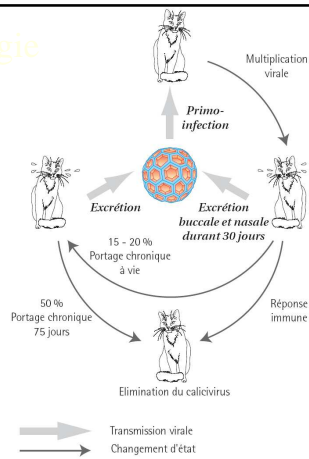 gie
Multiplication
virale
Primo-
infection
Excrétion
Excrétion
buccale et nasale
durant 30 jours
15 - 20 %
Portage chronique
à vie
50 %
Portage chronique
75 jours
Réponse
immune
Elimination du calicivirus
Transmission virale
Changement d'état